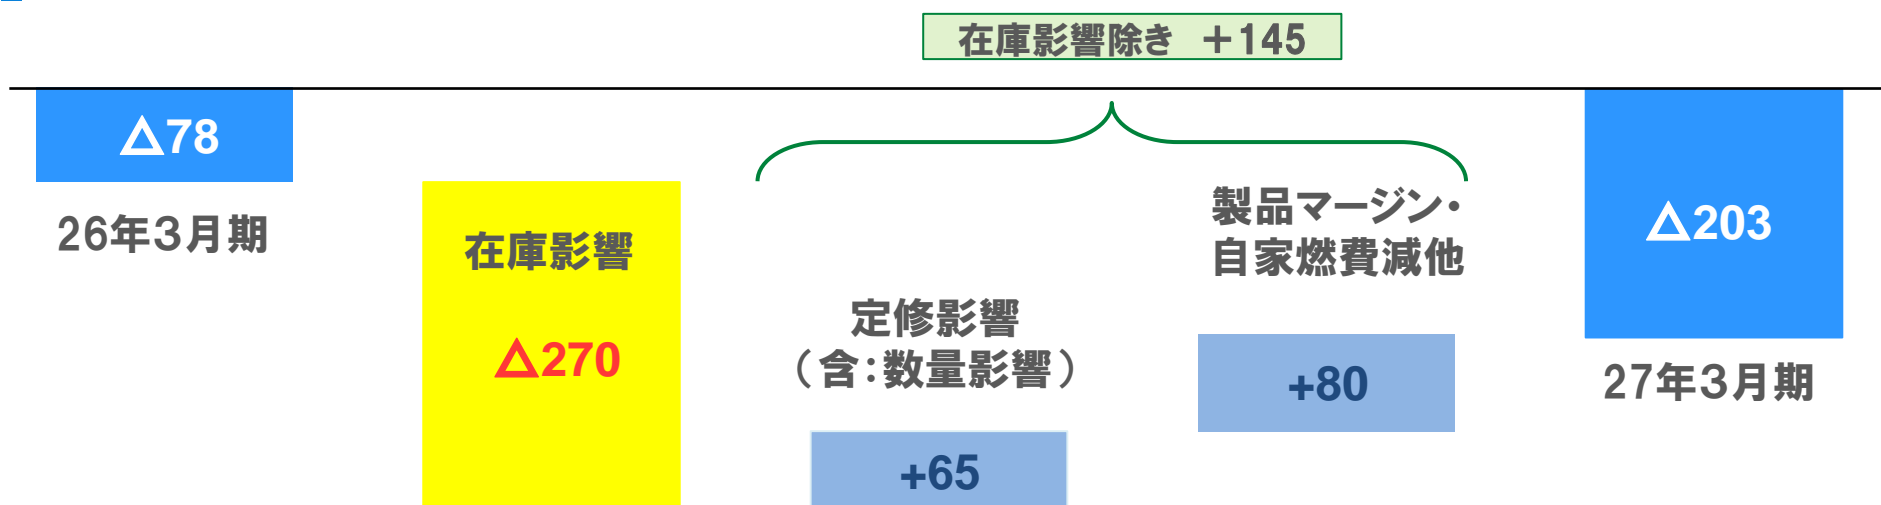 在庫影響除き　＋145
△78
26年３月期
在庫影響
△270
定修影響
（含：数量影響）
+65
製品マージン・
自家燃費減他
+80
△203
27年３月期